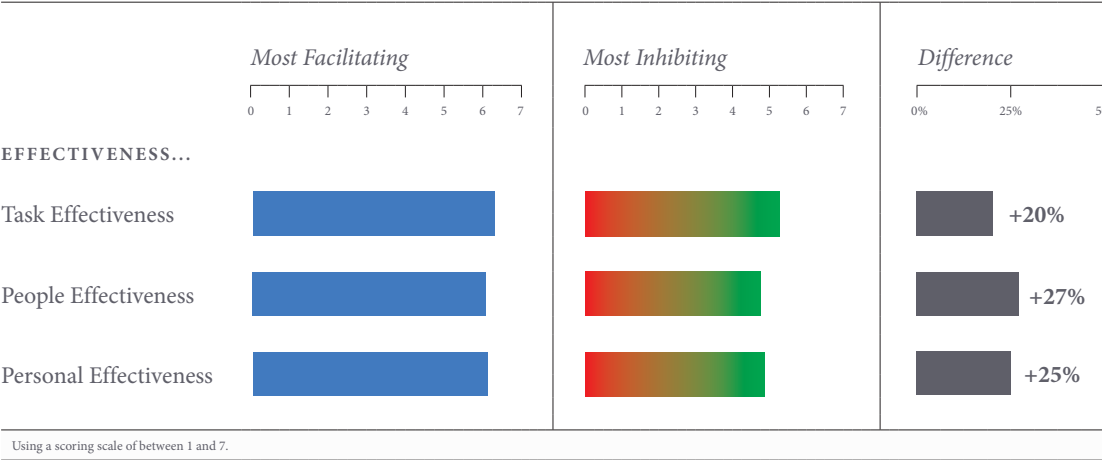 Most Facilitating Most Inhibiting Difference
0 1 2 3 4 5 6 7 0 1 2 3 4 5 6 7 0% 25%
EFFECTIVENESS...
Task Effectiveness +20%
People Effectiveness +27%
Personal Effectiveness +25%
Using a scoring scale of between 1 and 7.